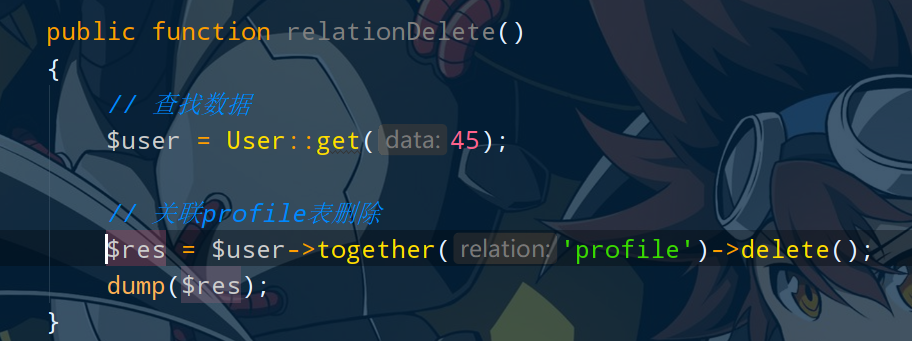 public function relationDelete()
{
// 查找数据
$user = User::get( data: 45);
// 关联profile表删除
$res = $user->together( relation: 'profile')->delete();
dump($res);
}